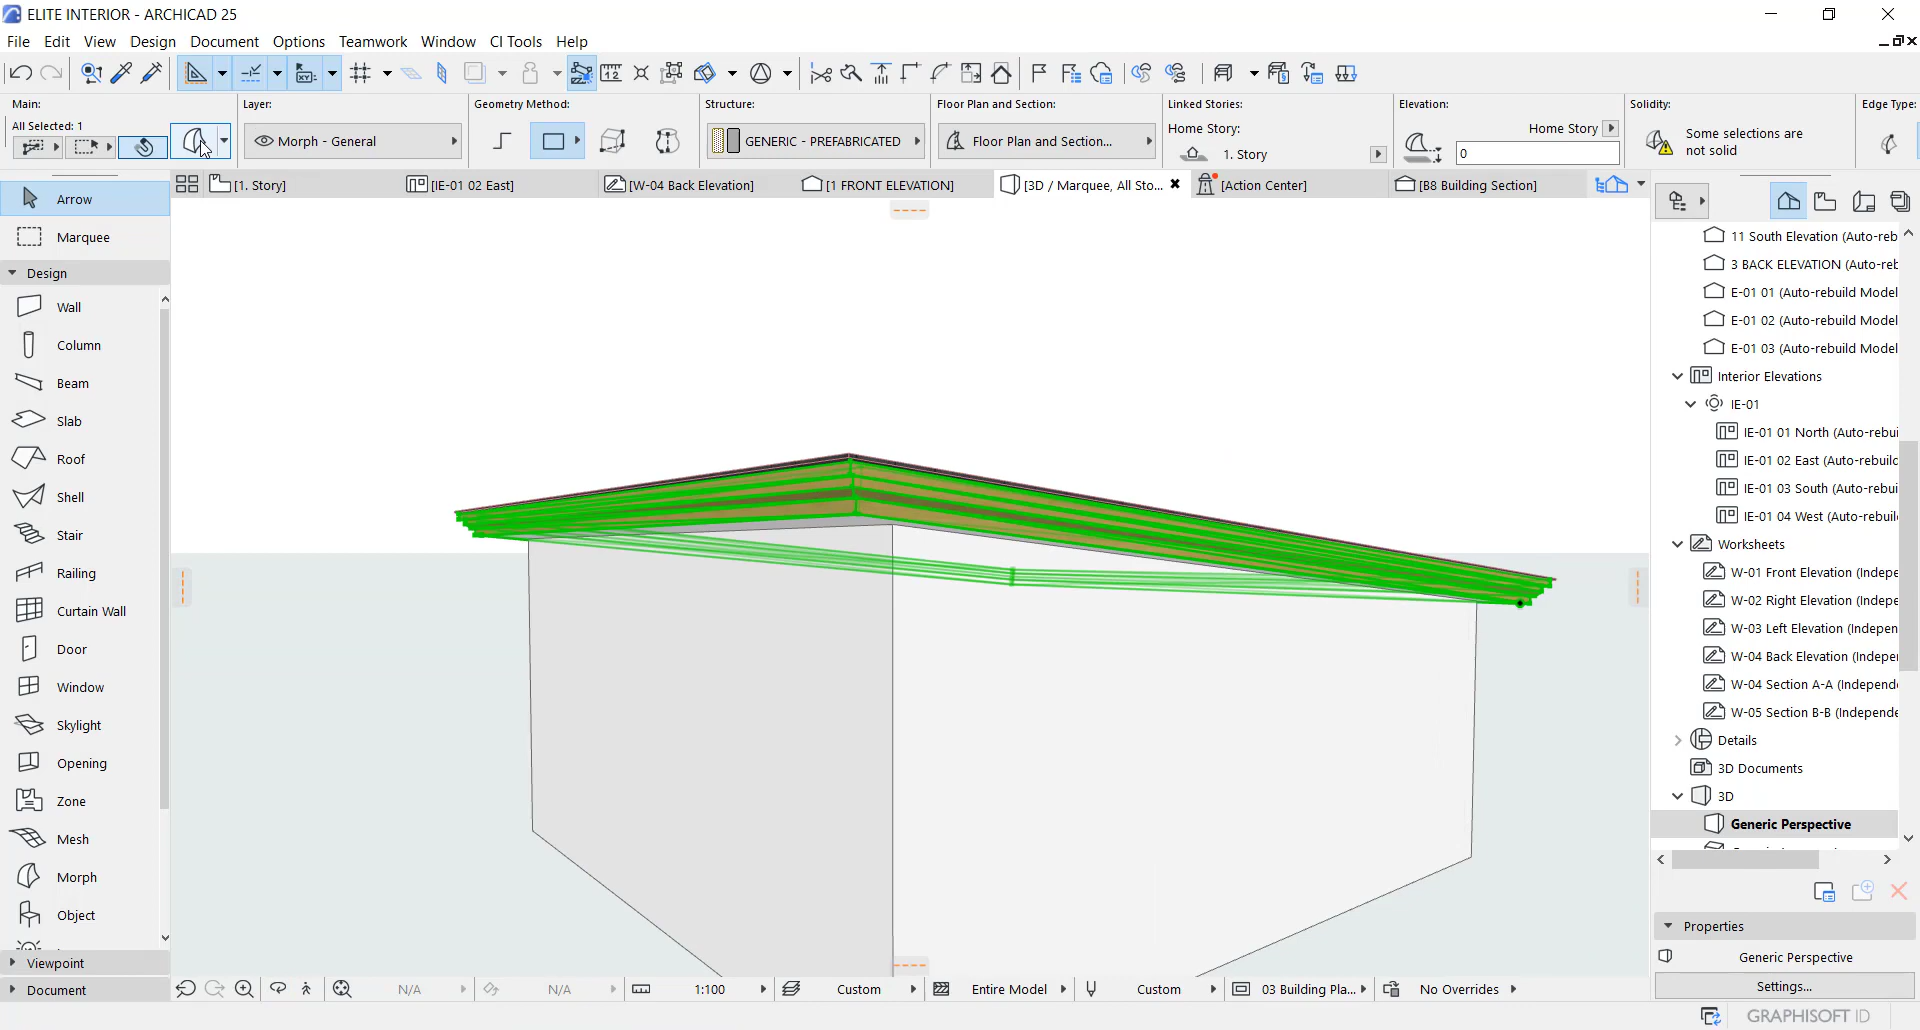 ELITE INTERIOR - ARCHICAD 25
File Edit View Design Document Options Teamwork Window CI Tools Help
Main:
All Selected: 1
Layer:
Morph - General
Geometry Method:
Structure:
GENERIC - PREFABRICATED
Floor Plan and Section:
Floor Plan and Section...
Linked Stories:
Home Story:
1. Story
Elevation:
Home Story
0
Solidity:
Some selections are
not solid
Edge Type:
[1. Story]
[IE-01 02 East]
[W-04 Back Elevation]
[1 FRONT ELEVATION]
[3D / Marquee, All Sto...
[Action Center]
[B8 Building Section]
Arrow
Marquee
Design
Wall
Column
Beam
Slab
Roof
Shell
Stair
Railing
Curtain Wall
Door
Window
Skylight
Opening
Zone
Mesh
Morph
Object
Viewpoint
Document
11 South Elevation (Auto-reb
3 BACK ELEVATION (Auto-reb
E-01 01 (Auto-rebuild Model
E-01 02 (Auto-rebuild Model
E-01 03 (Auto-rebuild Model
Interior Elevations
IE-01
IE-01 01 North (Auto-rebui
IE-01 02 East (Auto-rebuild
IE-01 03 South (Auto-rebui
IE-01 04 West (Auto-rebuil
Worksheets
W-01 Front Elevation (Indepe
W-02 Right Elevation (Indepe
W-03 Left Elevation (Indepen
W-04 Back Elevation (Indeper
W-04 Section A-A (Independe
W-05 Section B-B (Independe
Details
3D Documents
3D
Generic Perspective
Properties
Generic Perspective
Settings...
N/A
N/A
1:100
Custom
Entire Model
Custom
03 Building Pla...
No Overrides
GRAPHISOFT ID